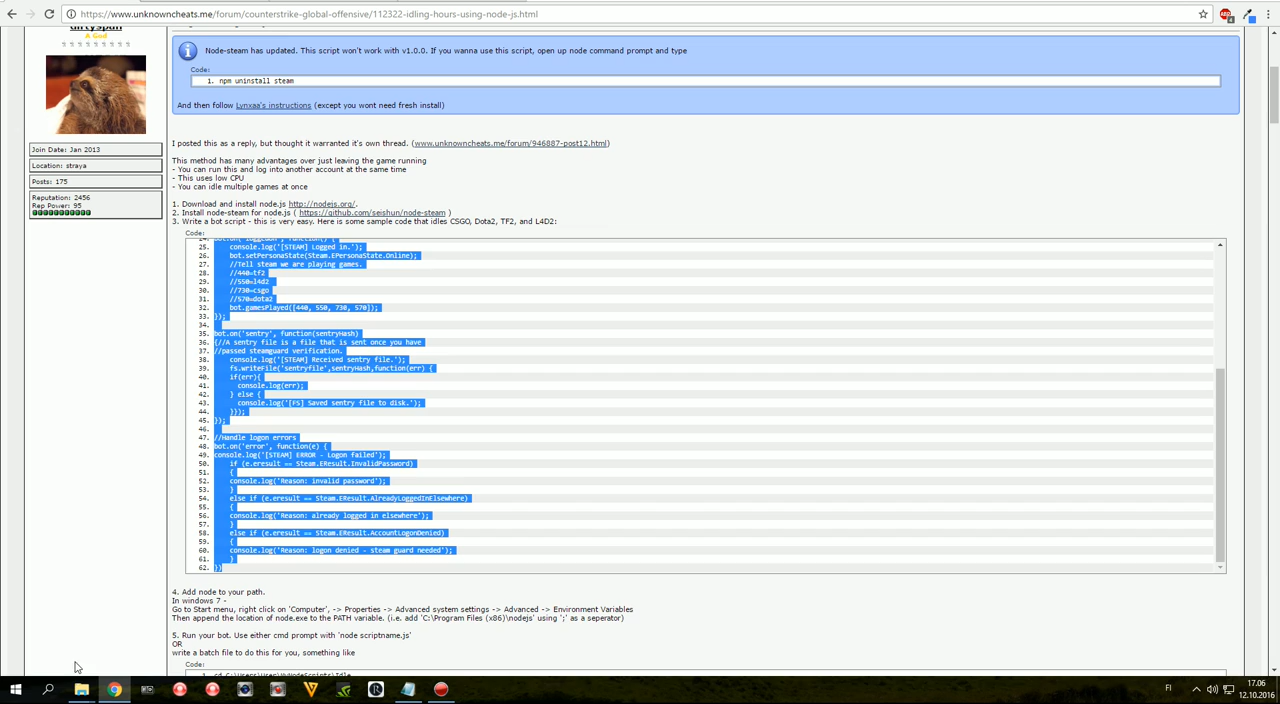 https://www.unknowncheats.me/forum/counterstrike-global-offensive/112322-idling-hours-using-node-js.html
dirtyspun
A God
Join Date: Jan 2013
Location: straya
Posts: 175
Reputation: 2456
Rep Power: 95
Node-steam has updated. This script won't work with v1.0.0. If you wanna use this script, open up node command prompt and type
Code:
1. npm uninstall steam
And then follow Lynxaa's instructions (except you wont need fresh install)
I posted this as a reply, but thought it warranted it's own thread. (www.unknowncheats.me/forum/946887-post12.html)
This method has many advantages over just leaving the game running
- You can run this and log into another account at the same time
- This uses low CPU
- You can idle multiple games at once
1. Download and install node.js http://nodejs.org/.
2. Install node-steam for node.js ( https://github.com/seishun/node-steam )
3. Write a bot script - this is very easy. Here is some sample code that idles CSGO, Dota2, TF2, and L4D2:
Code:
24. bot.on('loggedOn', function() {
25. console.log('[STEAM] Logged in.');
26. bot.setPersonaState(Steam.EPersonaState.Online);
27. //Tell steam we are playing games.
28. //440=tf2
29. //550=l4d2
30. //730=csgo
31. //570=dota2
32. bot.gamesPlayed([440, 550, 730, 570]);
33. });
34.
35. bot.on('sentry', function(sentryHash)
36. {//A sentry file is a file that is sent once you have
37. //passed steamguard verification.
38. console.log('[STEAM] Received sentry file.');
39. fs.writeFile('sentryfile',sentryHash,function(err) {
40. if(err){
41. console.log(err);
42. } else {
43. console.log('[FS] Saved sentry file to disk.');
44. }});
45. });
46.
47. //Handle logon errors
48. bot.on('error', function(e) {
49. console.log('[STEAM] ERROR - Logon failed');
50. if (e.eresult == Steam.EResult.InvalidPassword)
51. {
52. console.log('Reason: invalid password');
53. }
54. else if (e.eresult == Steam.EResult.AlreadyLoggedInElsewhere)
55. {
56. console.log('Reason: already logged in elsewhere');
57. }
58. else if (e.eresult == Steam.EResult.AccountLogonDenied)
59. {
60. console.log('Reason: logon denied - steam guard needed');
61. }
62. })
4. Add node to your path.
In windows 7 -
Go to Start menu, right click on 'Computer', -> Properties -> Advanced system settings -> Advanced -> Environment Variables
Then append the location of node.exe to the PATH variable. (i.e. add 'C:\Program Files (x86)\nodejs' using ';' as a seperator)
5. Run your bot. Use either cmd prompt with 'node scriptname.js'
OR
write a batch file to do this for you, something like
Code:
1. cd C:\Users\User\MyNodeScripts\Idle
FI
17.06
12.10.2016